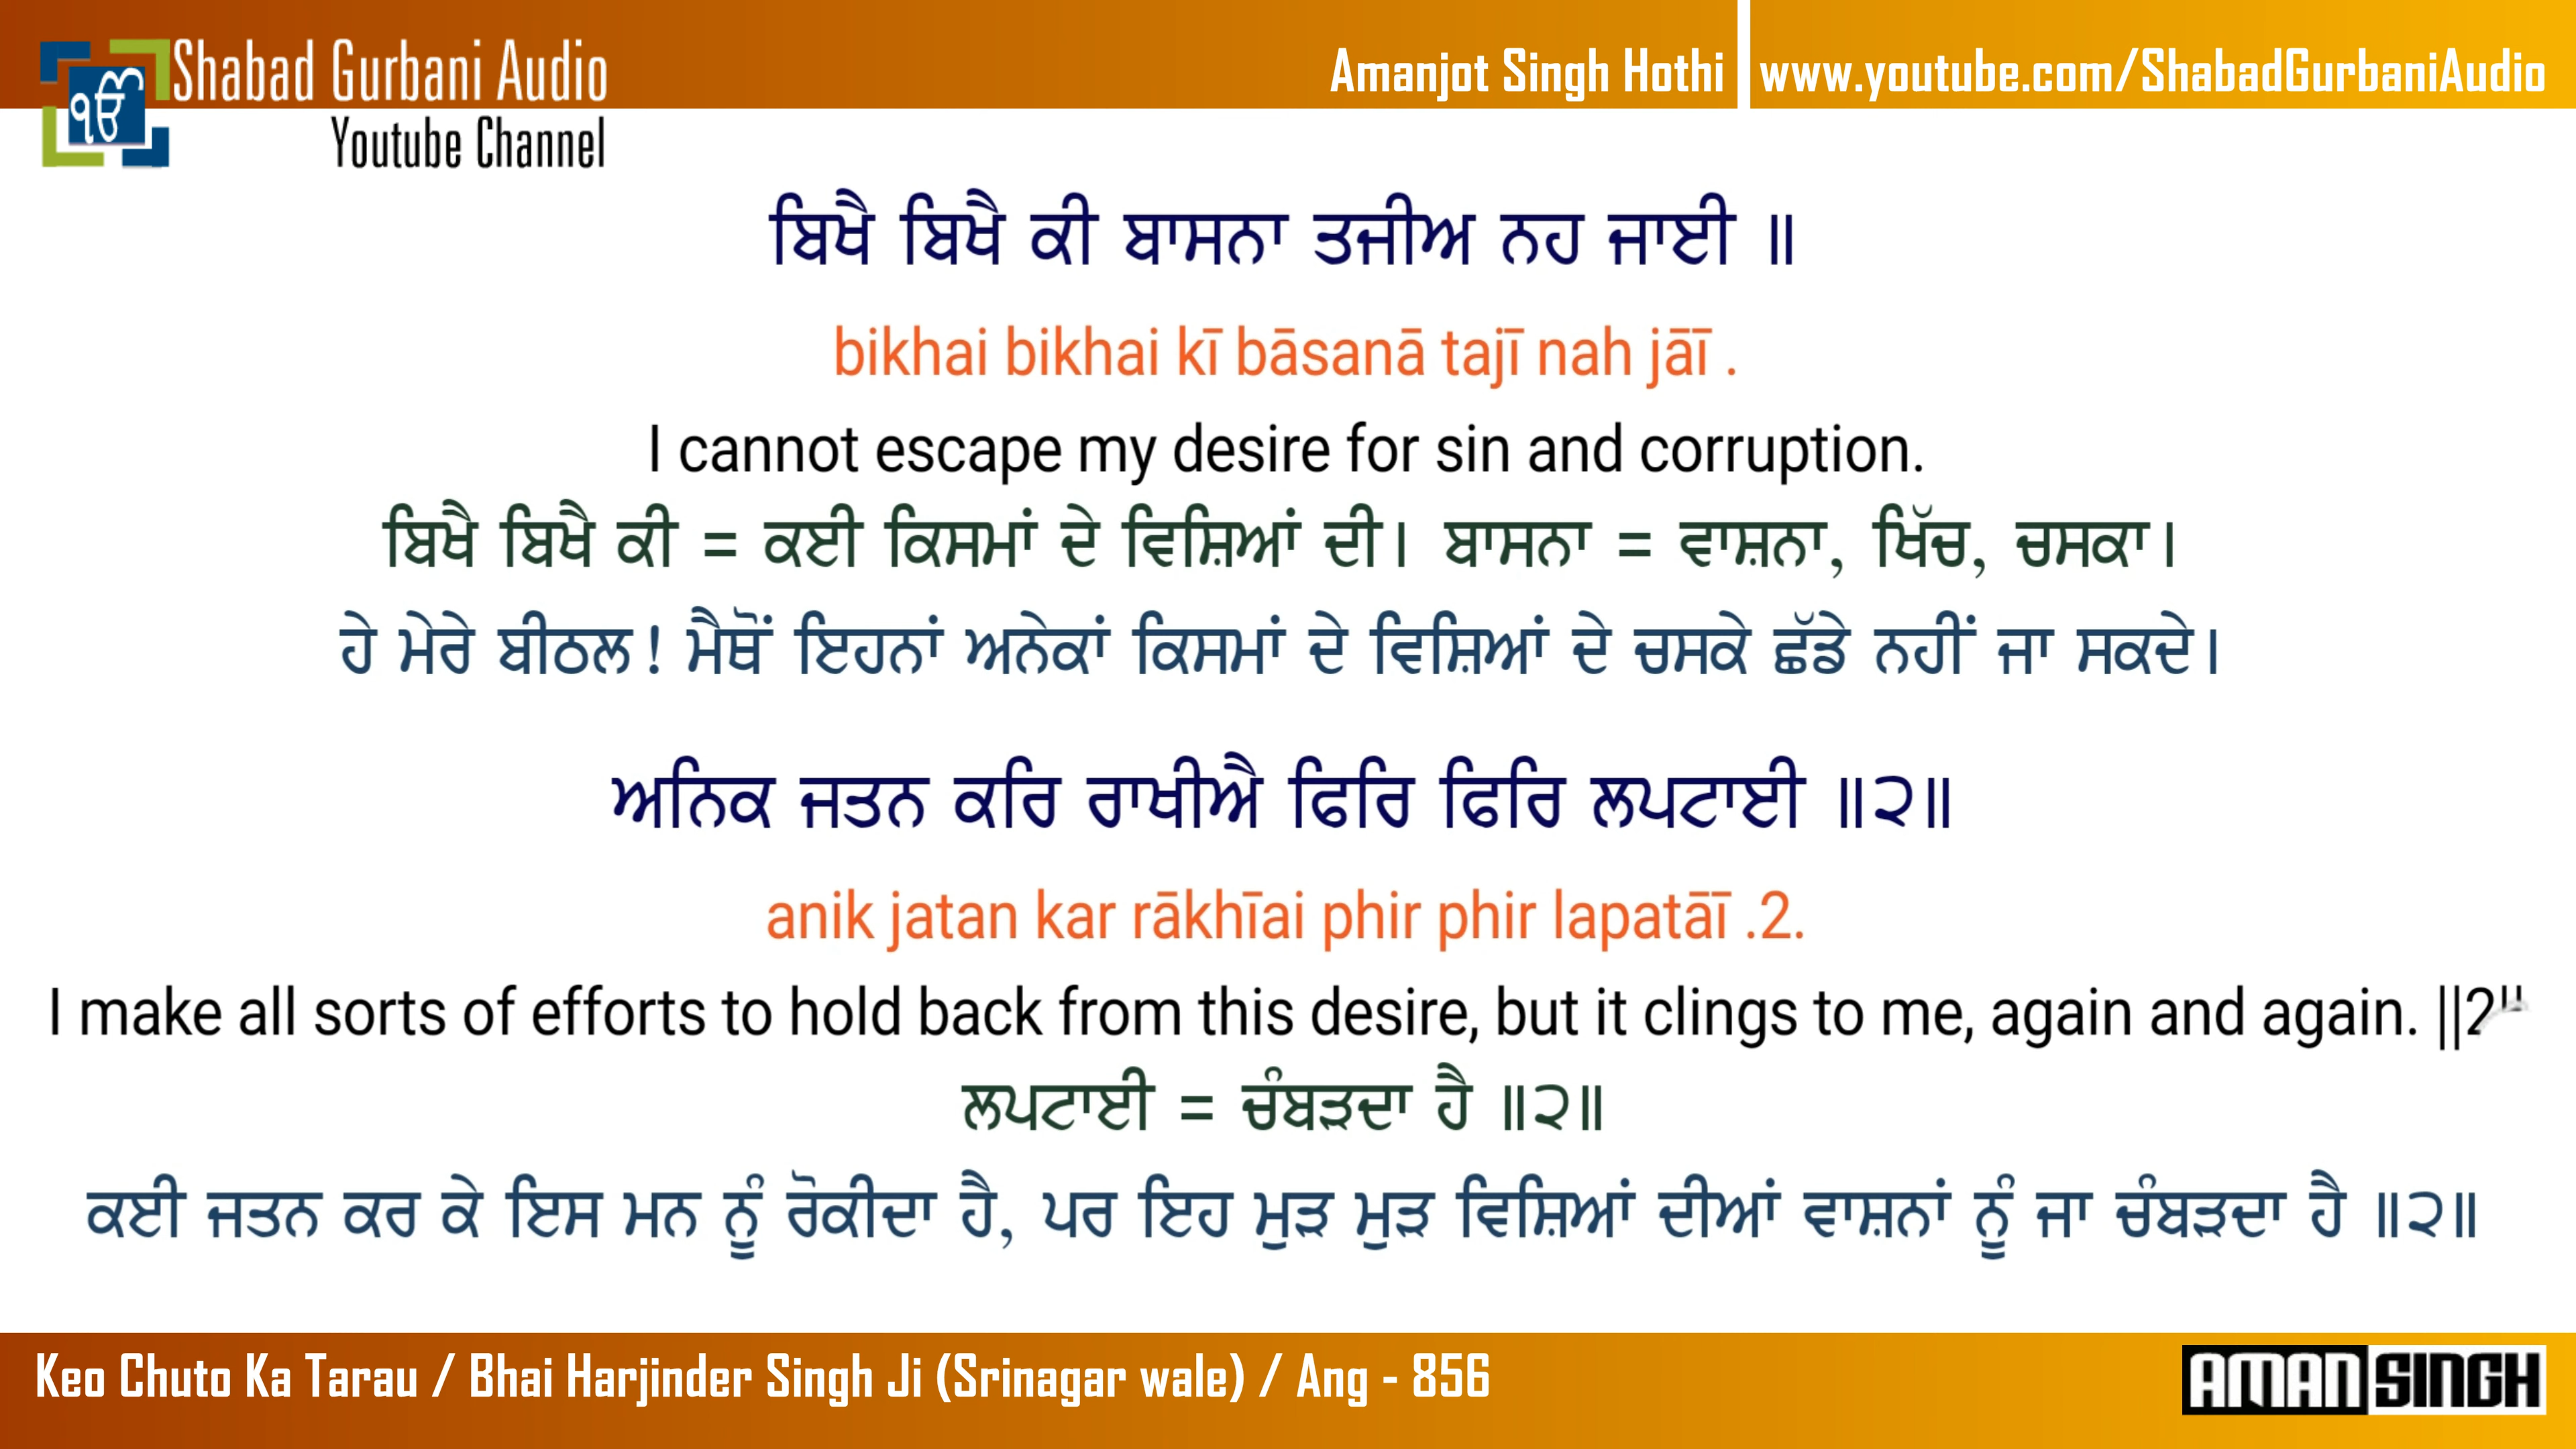 Shabad Gurbani Audio
Youtube Channel
Amanjot Singh Hothi
www.youtube.com/ShabadGurbaniAudio
ੴ
ਬਿਖੈ ਬਿਖੈ ਕੀ ਬਾਸਨਾ ਤਜੀਅ ਨਹ ਜਾਈ ॥
bikhai bikhai kī bāsanā tajī nah jāī .
I cannot escape my desire for sin and corruption.
ਬਿਖੈ ਬਿਖੈ ਕੀ = ਕਈ ਕਿਸਮਾਂ ਦੇ ਵਿਸ਼ਿਆਂ ਦੀ। ਬਾਸਨਾ = ਵਾਸ਼ਨਾ, ਖਿੱਚ, ਚਸਕਾ।
ਹੇ ਮੇਰੇ ਬੀਠਲ! ਮੈਥੋਂ ਇਹਨਾਂ ਅਨੇਕਾਂ ਕਿਸਮਾਂ ਦੇ ਵਿਸ਼ਿਆਂ ਦੇ ਚਸਕੇ ਛੱਡੇ ਨਹੀਂ ਜਾ ਸਕਦੇ।
ਅਨਿਕ ਜਤਨ ਕਰਿ ਰਾਖੀਐ ਫਿਰਿ ਫਿਰਿ ਲਪਟਾਈ ॥੨॥
anik jatan kar rākhīai phir phir lapatāī .2.
I make all sorts of efforts to hold back from this desire, but it clings to me, again and again. ||2||
ਲਪਟਾਈ = ਚੰਬੜਦਾ ਹੈ ॥੨॥
ਕਈ ਜਤਨ ਕਰ ਕੇ ਇਸ ਮਨ ਨੂੰ ਰੋਕੀਦਾ ਹੈ, ਪਰ ਇਹ ਮੁੜ ਮੁੜ ਵਿਸ਼ਿਆਂ ਦੀਆਂ ਵਾਸ਼ਨਾਂ ਨੂੰ ਜਾ ਚੰਬੜਦਾ ਹੈ ॥੨॥
Keo Chuto Ka Tarau / Bhai Harjinder Singh Ji (Srinagar wale) / Ang - 856
AMAN SINGH